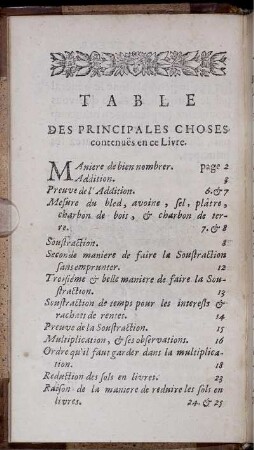 TABLE
DES PRINCIPALES CHOSES
contenuës en ce Livre.
MAniere de bien nombrer. page 2
Addition. 3
Preuve de l'Addition. 6. & 7
Mesure du bled, avoine, sel, plâtre,
charbon de bois, & charbon de ter-
re. 7. & 8
Soustraction. 8
Seconde maniere de faire la Soustraction
sans emprunter. 12
Troisiéme & belle maniere de faire la Sou-
straction. 13
Soustraction de temps pour les interests &
rachats de rentes. 14
Preuve de la Soustraction. 15
Multiplication, & ses observations. 16
Ordre qu'il faut garder dans la multiplica-
tion. 18
Reduction des sols en livres. 23
Raison de la maniere de reduire les sols en
livres. 24. & 25